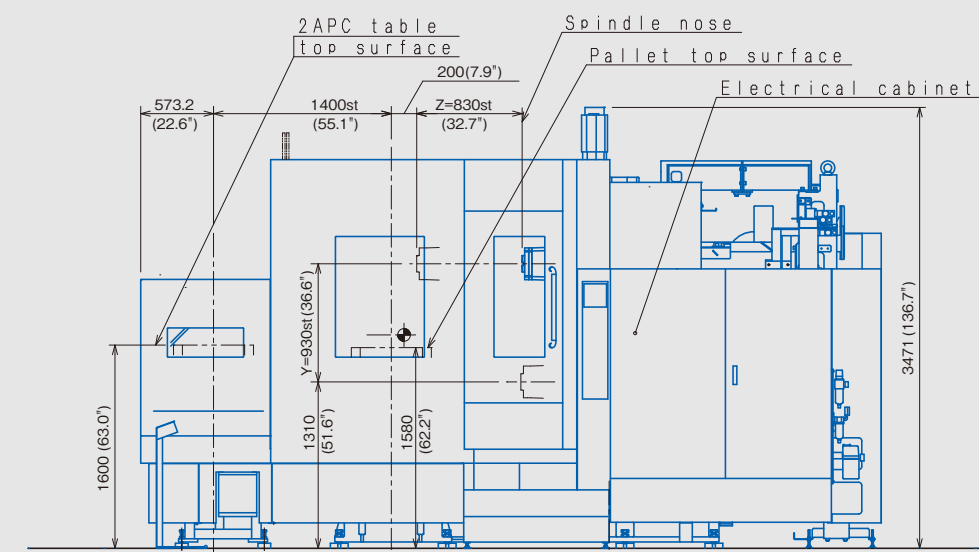 2APC table
top surface
Spindle nose
Pallet top surface
Electrical cabinet
200(7.9")
573.2
(22.6")
1400st
(55.1")
Z=830st
(32.7")
Y=930st(36.6")
1310
(51.6")
1580
(62.2")
1600 (63.0")
3471 (136.7")